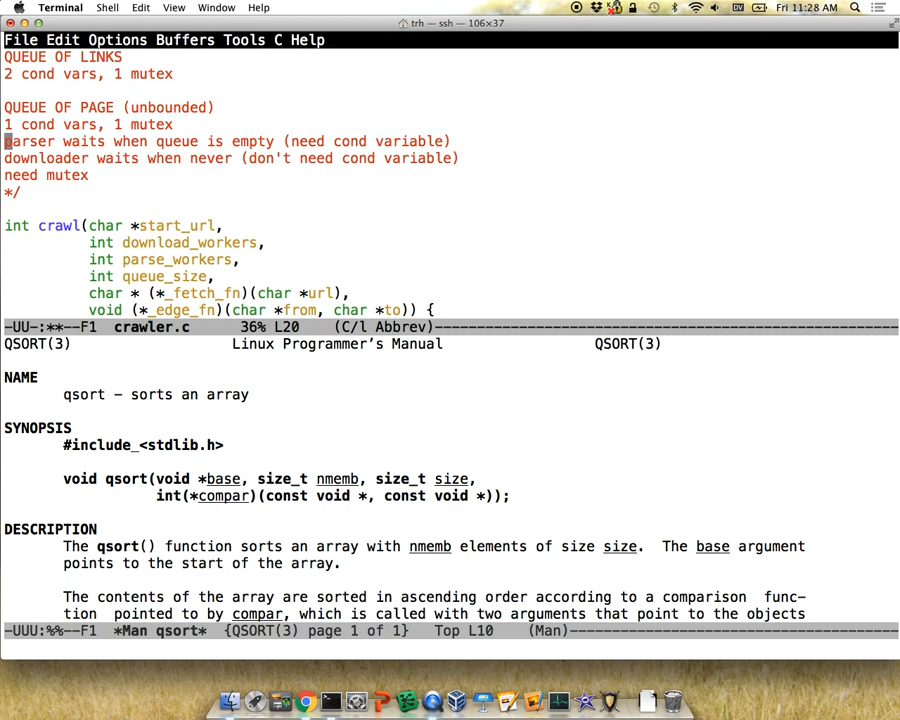 Terminal Shell Edit View Window Help Fri 11:28 AM
trh — ssh — 106×37
File Edit Options Buffers Tools C Help
QUEUE OF LINKS
2 cond vars, 1 mutex
QUEUE OF PAGE (unbounded)
1 cond vars, 1 mutex
parser waits when queue is empty (need cond variable)
downloader waits when never (don't need cond variable)
need mutex
*/
int crawl(char *start_url,
int download_workers,
int parse_workers,
int queue_size,
char * (*_fetch_fn)(char *url),
void (*_edge_fn)(char *from, char *to)) {
-UU-:**--F1 crawler.c 36% L20 (C/l Abbrev)----------------------------------------------------
QSORT(3) Linux Programmer’s Manual QSORT(3)
NAME
qsort - sorts an array
SYNOPSIS
#include <stdlib.h>
void qsort(void *base, size_t nmemb, size_t size,
int(*compar)(const void *, const void *));
DESCRIPTION
The qsort() function sorts an array with nmemb elements of size size. The base argument
points to the start of the array.
The contents of the array are sorted in ascending order according to a comparison func-
tion pointed to by compar, which is called with two arguments that point to the objects
-UUU:%%--F1 *Man qsort* {QSORT(3) page 1 of 1} Top L10 (Man)---------------------------------------